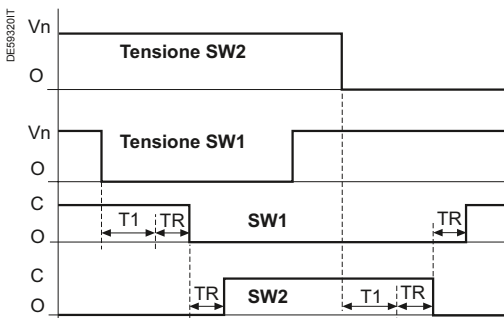 DE59320IT
Vn
Tensione SW2
O
Vn
Tensione SW1
O
C
T1 TR SW1 TR
O
C
TR SW2 T1 TR
O